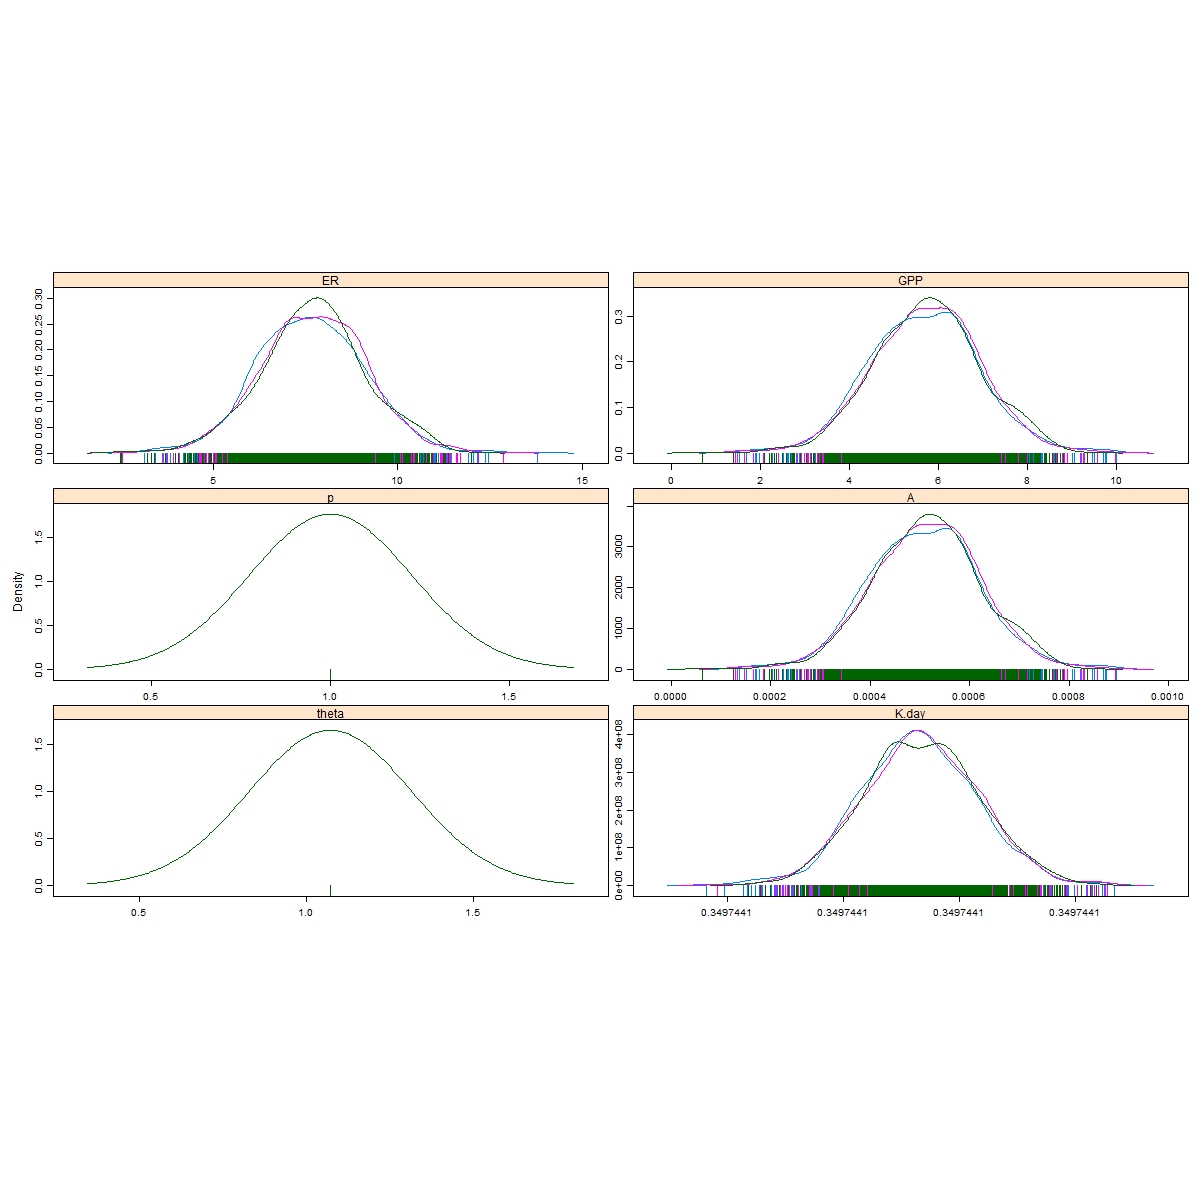 ER
0.00 0.05 0.10 0.15 0.20 0.25 0.30
5 10 15
GPP
0.0 0.1 0.2 0.3
0 2 4 6 8 10
Density
p
0.0 0.5 1.0 1.5
0.5 1.0 1.5
A
0 1000 2000 3000
0.0000 0.0002 0.0004 0.0006 0.0008 0.0010
theta
0.0 0.5 1.0 1.5
0.5 1.0 1.5
K.day
0e+00 1e+08 2e+08 3e+08 4e+08
0.3497441 0.3497441 0.3497441 0.3497441